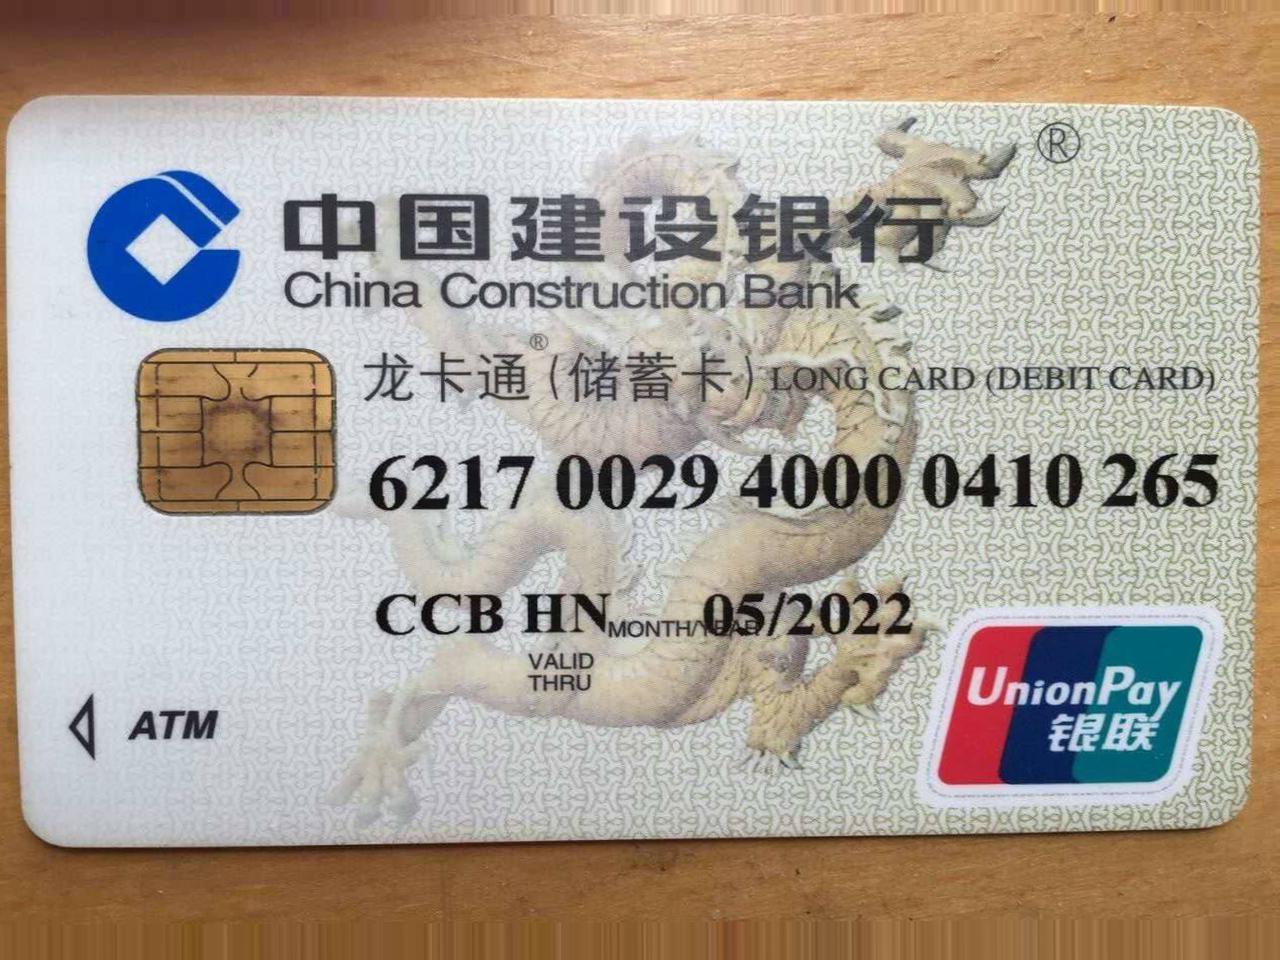 ®
中国建设银行
China Construction Bank
龙卡通®(储蓄卡) LONG CARD (DEBIT CARD)
6217 0029 4000 0410 265
CCB HN MONTH/YEAR 05/2022
VALID
THRU
ATM
UnionPay
银联